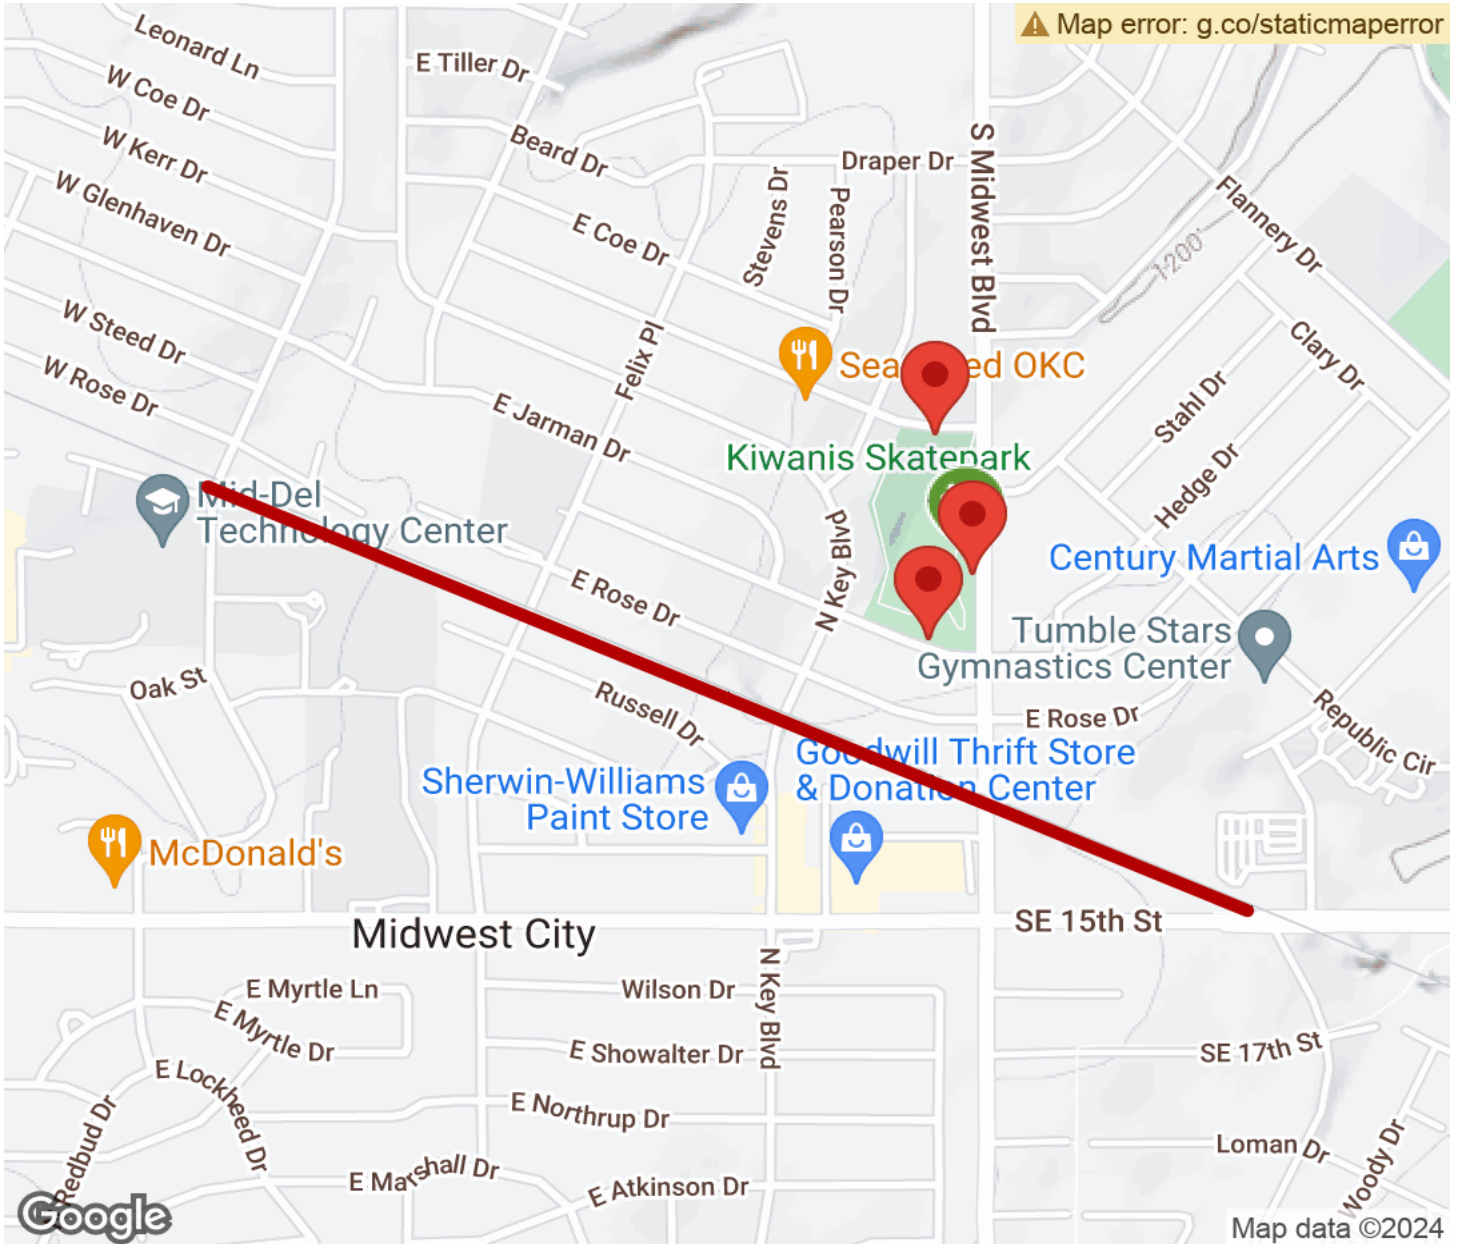 Map error: g.co/staticmaperror
Leonard Ln
E Tiller Dr
W Coe Dr
W Kerr Dr
Beard Dr
Draper Dr
S Midwest Blvd
W Glenhaven Dr
Stevens Dr
Pearson Dr
Flannery Dr
E Coe Dr
1200'
W Steed Dr
Felix Pl
Clary Dr
W Rose Dr
OKC
E Jarman Dr
Stahl Dr
Kiwanis Skatepark
Hedge Dr
Mid-Del
Technology Center
N Key Blvd
Century Martial Arts
E Rose Dr
Tumble Stars
Gymnastics Center
Oak St
Russell Dr
E Rose Dr
Republic Cir
Goodwill Thrift Store
& Donation Center
Sherwin-Williams
Paint Store
McDonald's
Midwest City
SE 15th St
E Myrtle Ln
Wilson Dr
N Key Blvd
E Myrtle Dr
E Showalter Dr
SE 17th St
E Lockheed Dr
Redbud Dr
E Northrup Dr
Loman Dr
Woody Dr
E Marshall Dr
E Atkinson Dr
Google
Map data ©2024